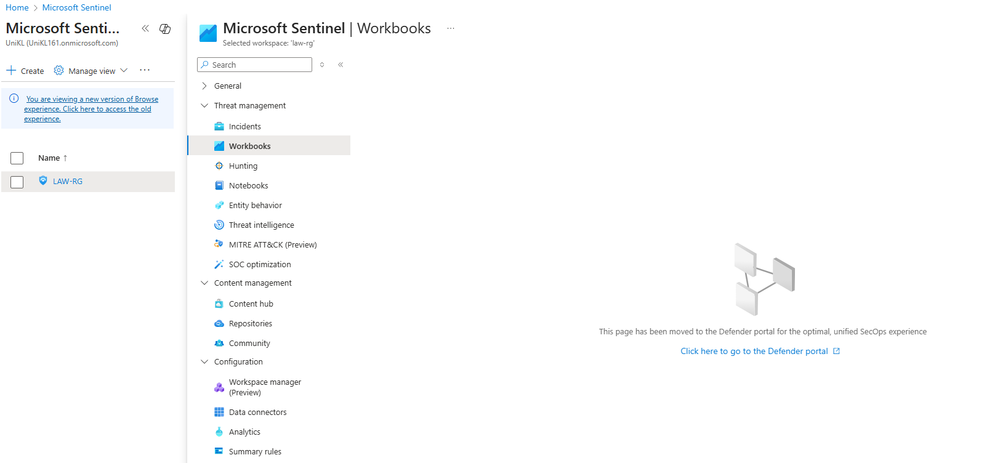 Home > Microsoft Sentinel
Microsoft Senti...
UniKL (UniKL161.onmicrosoft.com)
Create Manage view ...
You are viewing a new version of Browse
experience. Click here to access the old
experience.
Name ↑
LAW-RG
Microsoft Sentinel | Workbooks ...
Selected workspace: 'law-rg'
Search
General
Threat management
Incidents
Workbooks
Hunting
Notebooks
Entity behavior
Threat intelligence
MITRE ATT&CK (Preview)
SOC optimization
Content management
Content hub
Repositories
Community
Configuration
Workspace manager
(Preview)
Data connectors
Analytics
Summary rules
This page has been moved to the Defender portal for the optimal, unified SecOps experience
Click here to go to the Defender portal